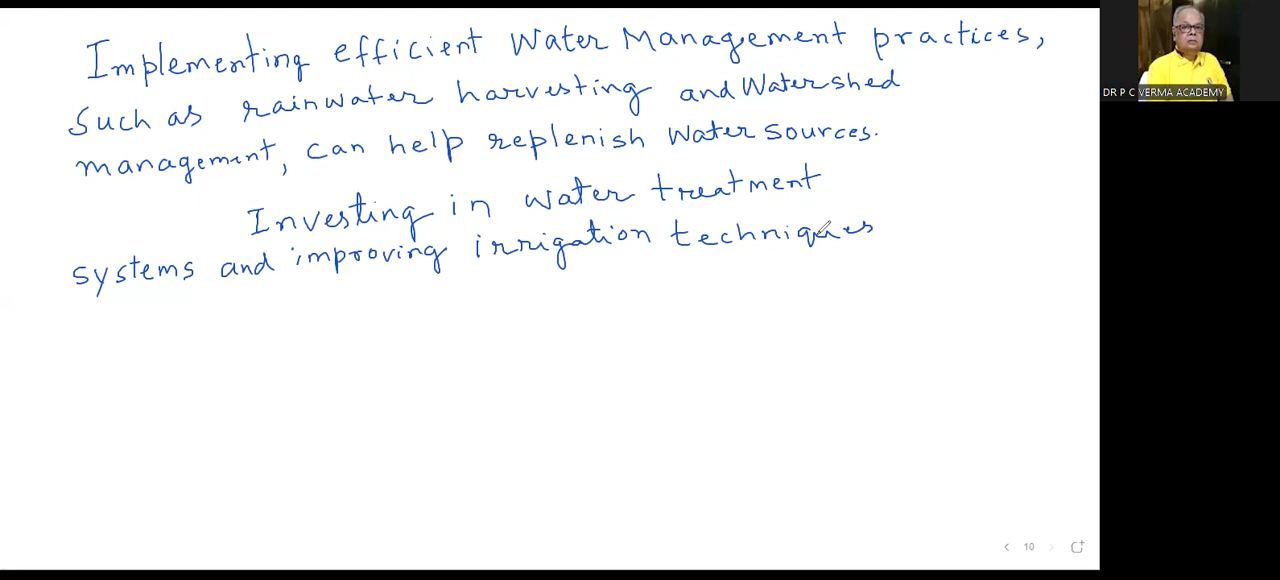 Implementing efficient Water Management practices,
Such as rainwater harvesting and Watershed
management, can help replenish Water sources.
Investing in water treatment
systems and improving irrigation techniques
DR P C VERMA ACADEMY
10